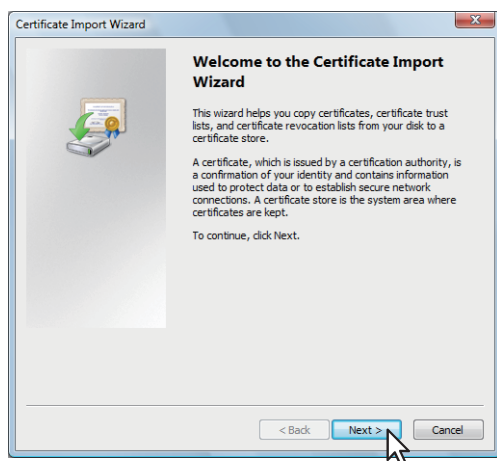 Certificate Import Wizard
Welcome to the Certificate Import
Wizard
This wizard helps you copy certificates, certificate trust
lists, and certificate revocation lists from your disk to a
certificate store.
A certificate, which is issued by a certification authority, is
a confirmation of your identity and contains information
used to protect data or to establish secure network
connections. A certificate store is the system area where
certificates are kept.
To continue, click Next.
< Back Next > Cancel